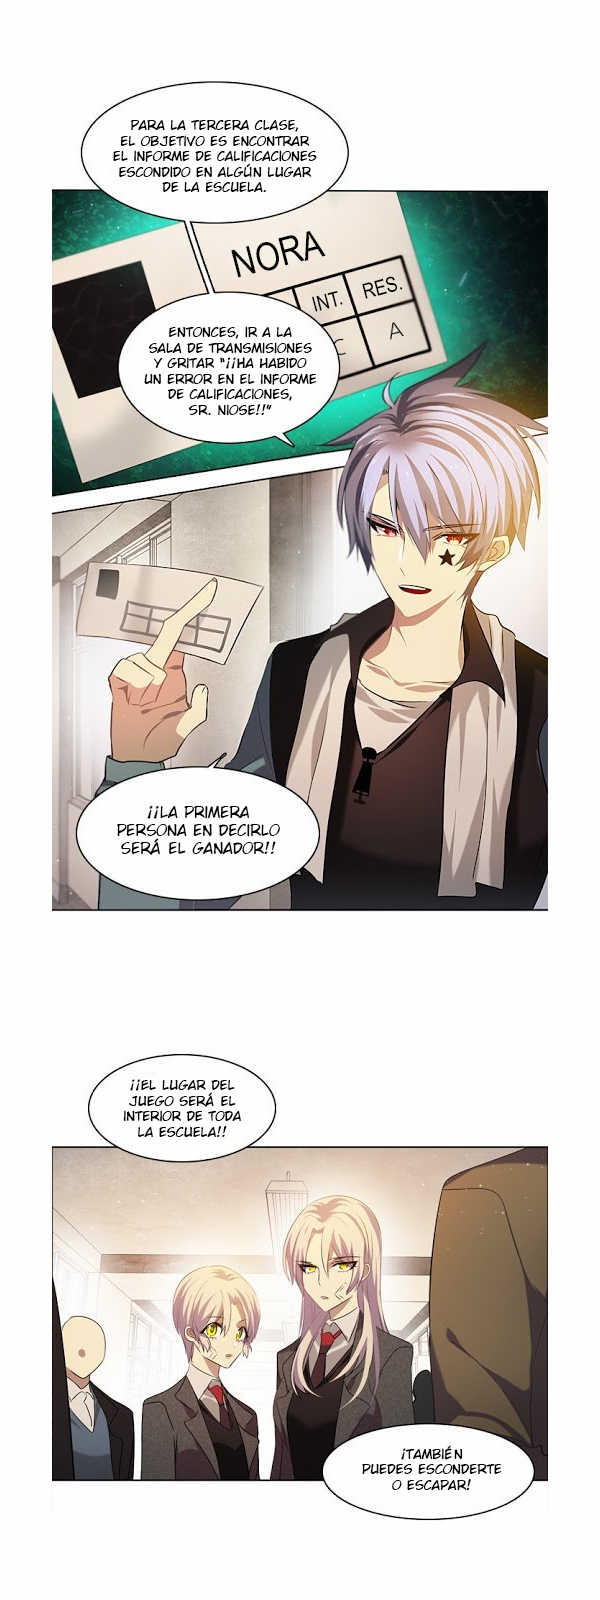 PARA LA TERCERA CLASE,
EL OBJETIVO ES ENCONTRAR
EL INFORME DE CALIFICACIONES
ESCONDIDO EN ALGÚN LUGAR
DE LA ESCUELA.
NORA
INT. RES.
C A
ENTONCES, IR A LA
SALA DE TRANSMISIONES
Y GRITAR "¡¡HA HABIDO
UN ERROR EN EL INFORME
DE CALIFICACIONES,
SR. NIOSE!!"
¡¡LA PRIMERA
PERSONA EN DECIRLO
SERÁ EL GANADOR!!
¡¡EL LUGAR DEL
JUEGO SERÁ EL
INTERIOR DE TODA
LA ESCUELA!!
¡TAMBIÉN
PUEDES ESCONDERTE
O ESCAPAR!